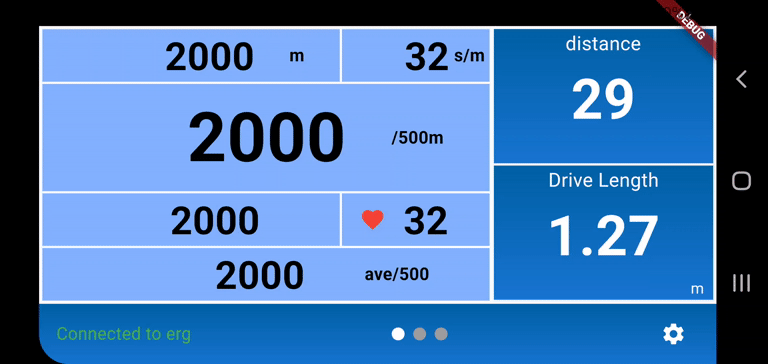 2000 m
32 s/m
2000 /500m
2000
32
2000 ave/500
distance
29
Drive Length
1.27
m
Connected to erg
DEBUG